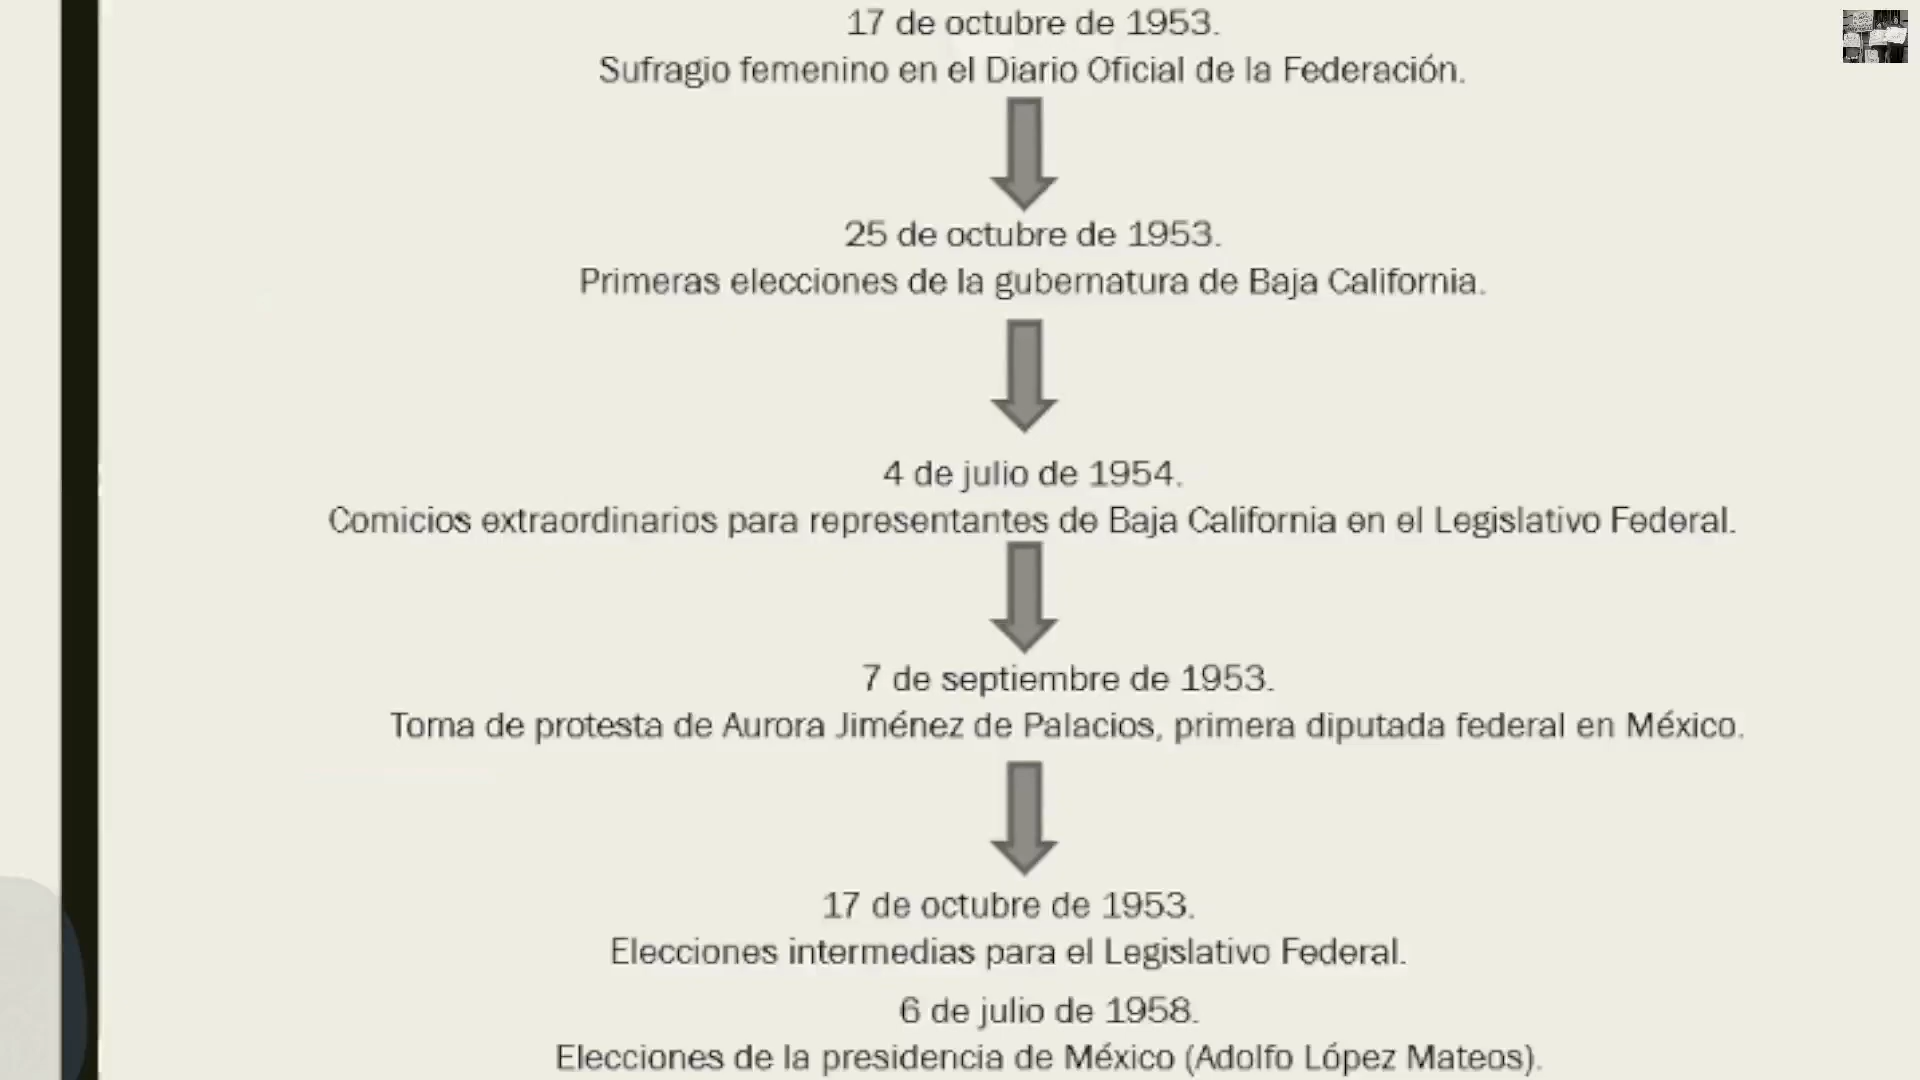 17 de octubre de 1953.
Sufragio femenino en el Diario Oficial de la Federación.
25 de octubre de 1953.
Primeras elecciones de la gubernatura de Baja California.
4 de julio de 1954.
Comicios extraordinarios para representantes de Baja California en el Legislativo Federal.
7 de septiembre de 1953.
Toma de protesta de Aurora Jiménez de Palacios, primera diputada federal en México.
17 de octubre de 1953.
Elecciones intermedias para el Legislativo Federal.
6 de julio de 1958.
Elecciones de la presidencia de México (Adolfo López Mateos).